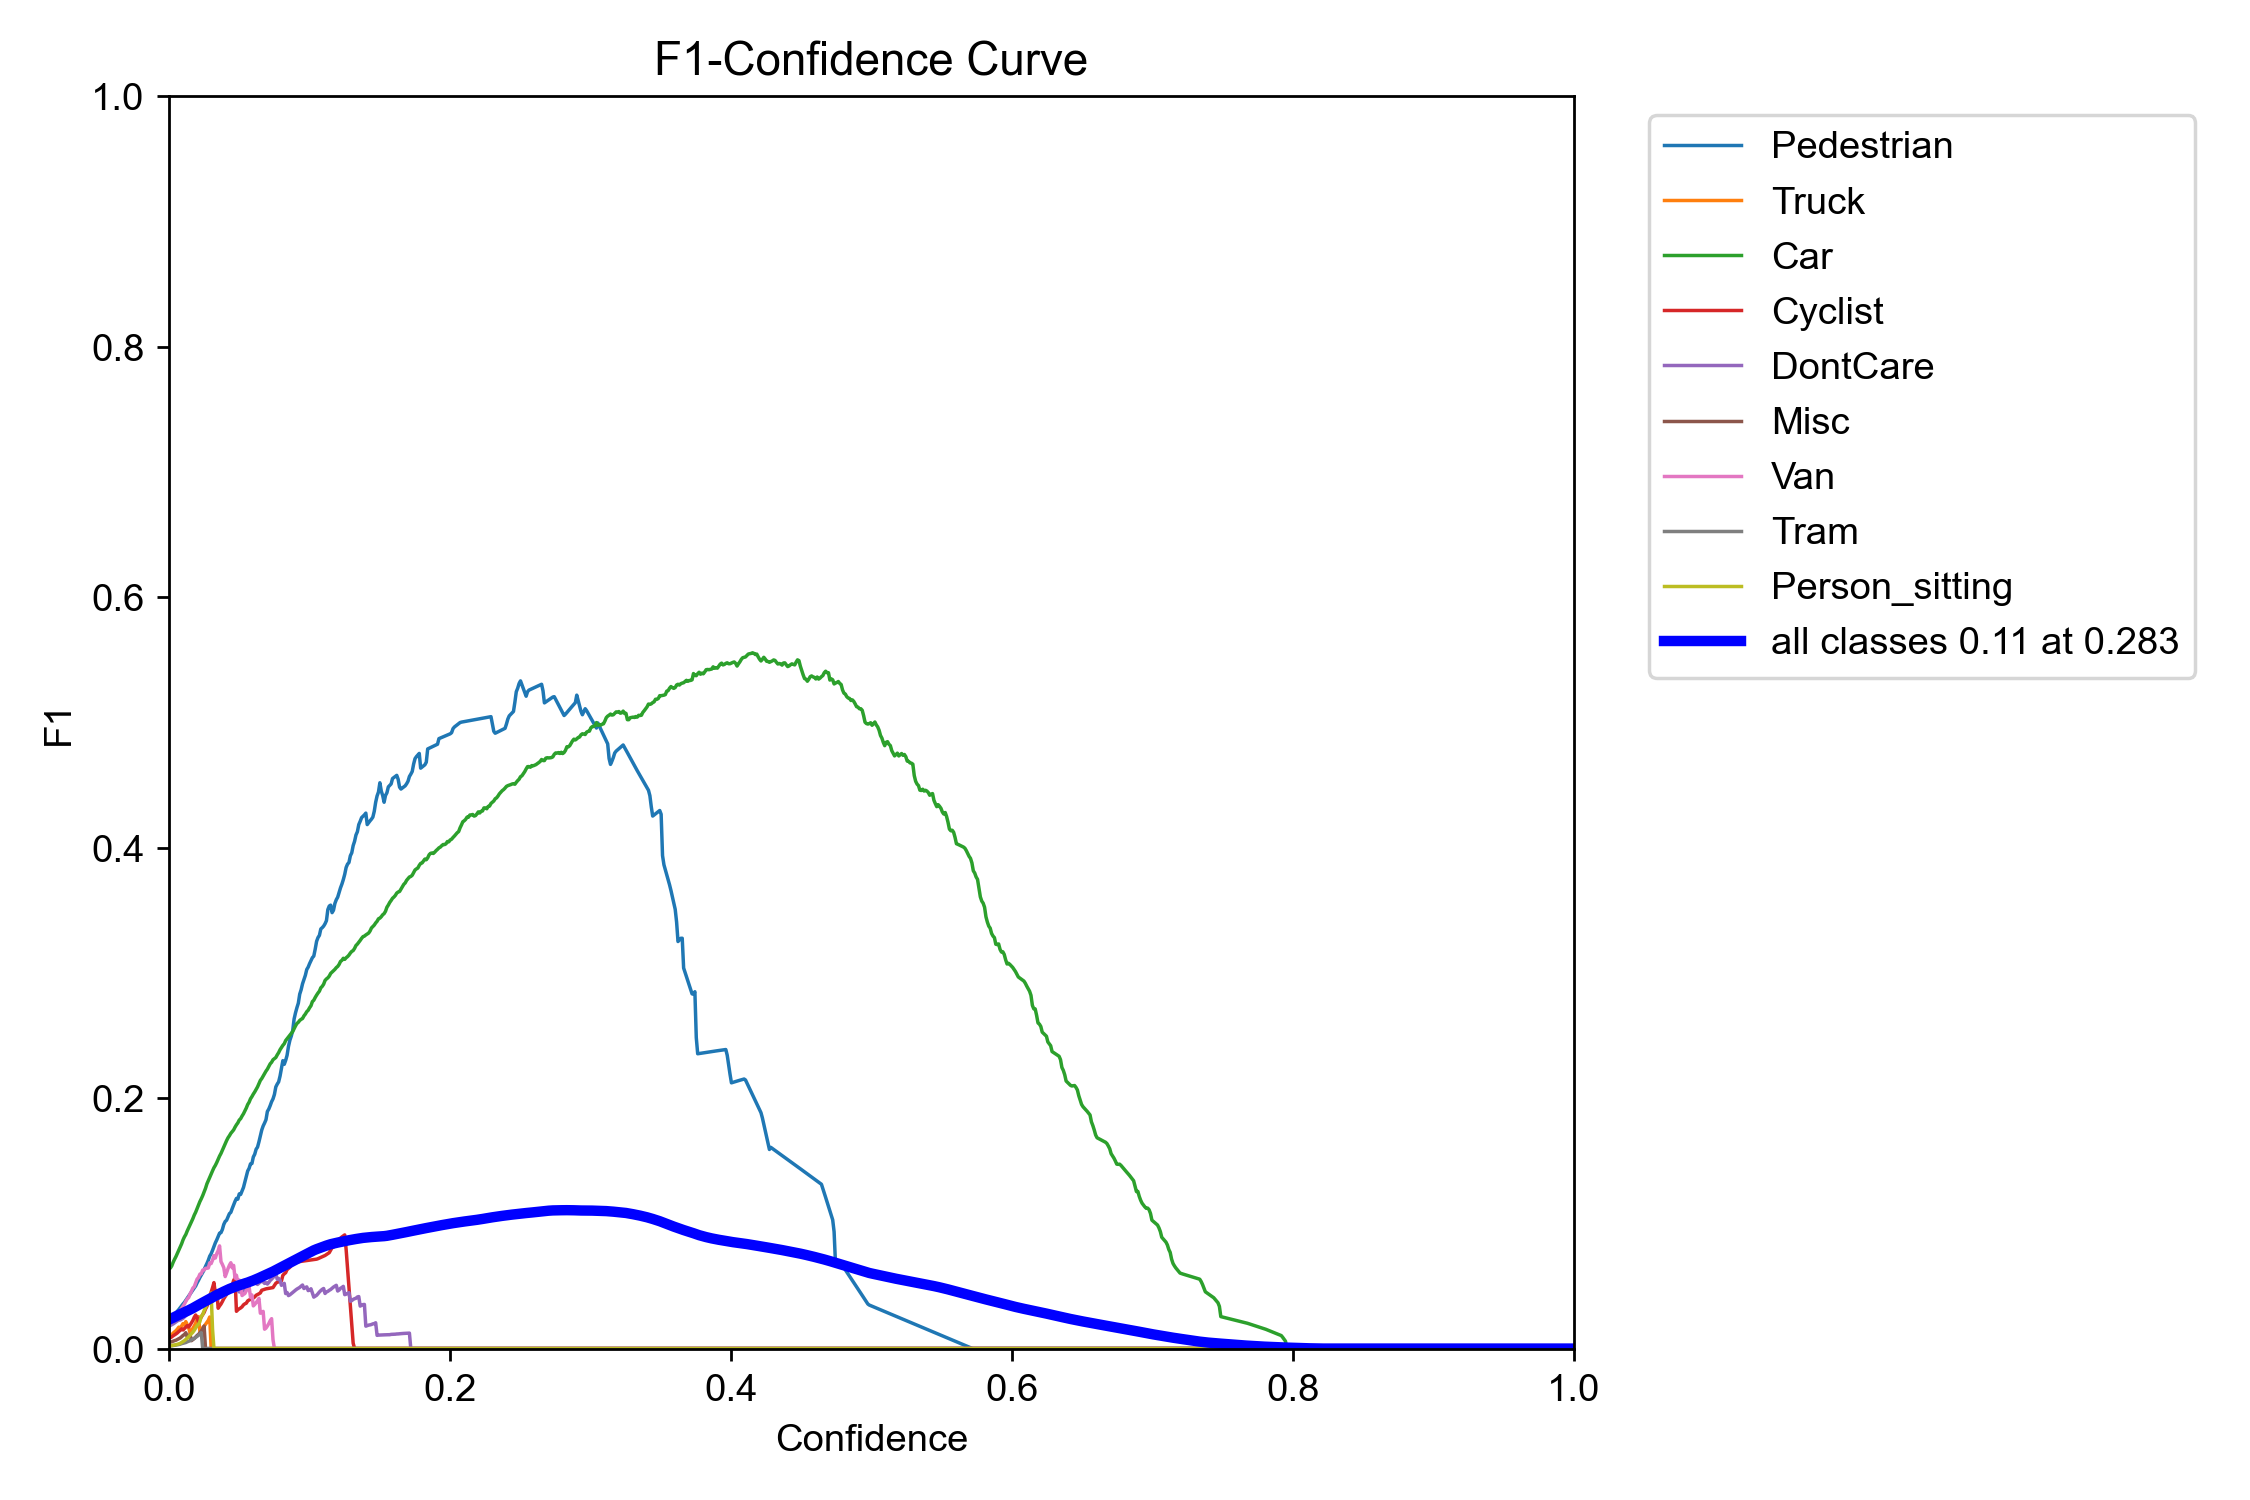 F1-Confidence Curve
1.0
0.8
0.6
0.4
0.2
0.0
F1
0.0 0.2 0.4 0.6 0.8 1.0
Confidence
Pedestrian
Truck
Car
Cyclist
DontCare
Misc
Van
Tram
Person_sitting
all classes 0.11 at 0.283